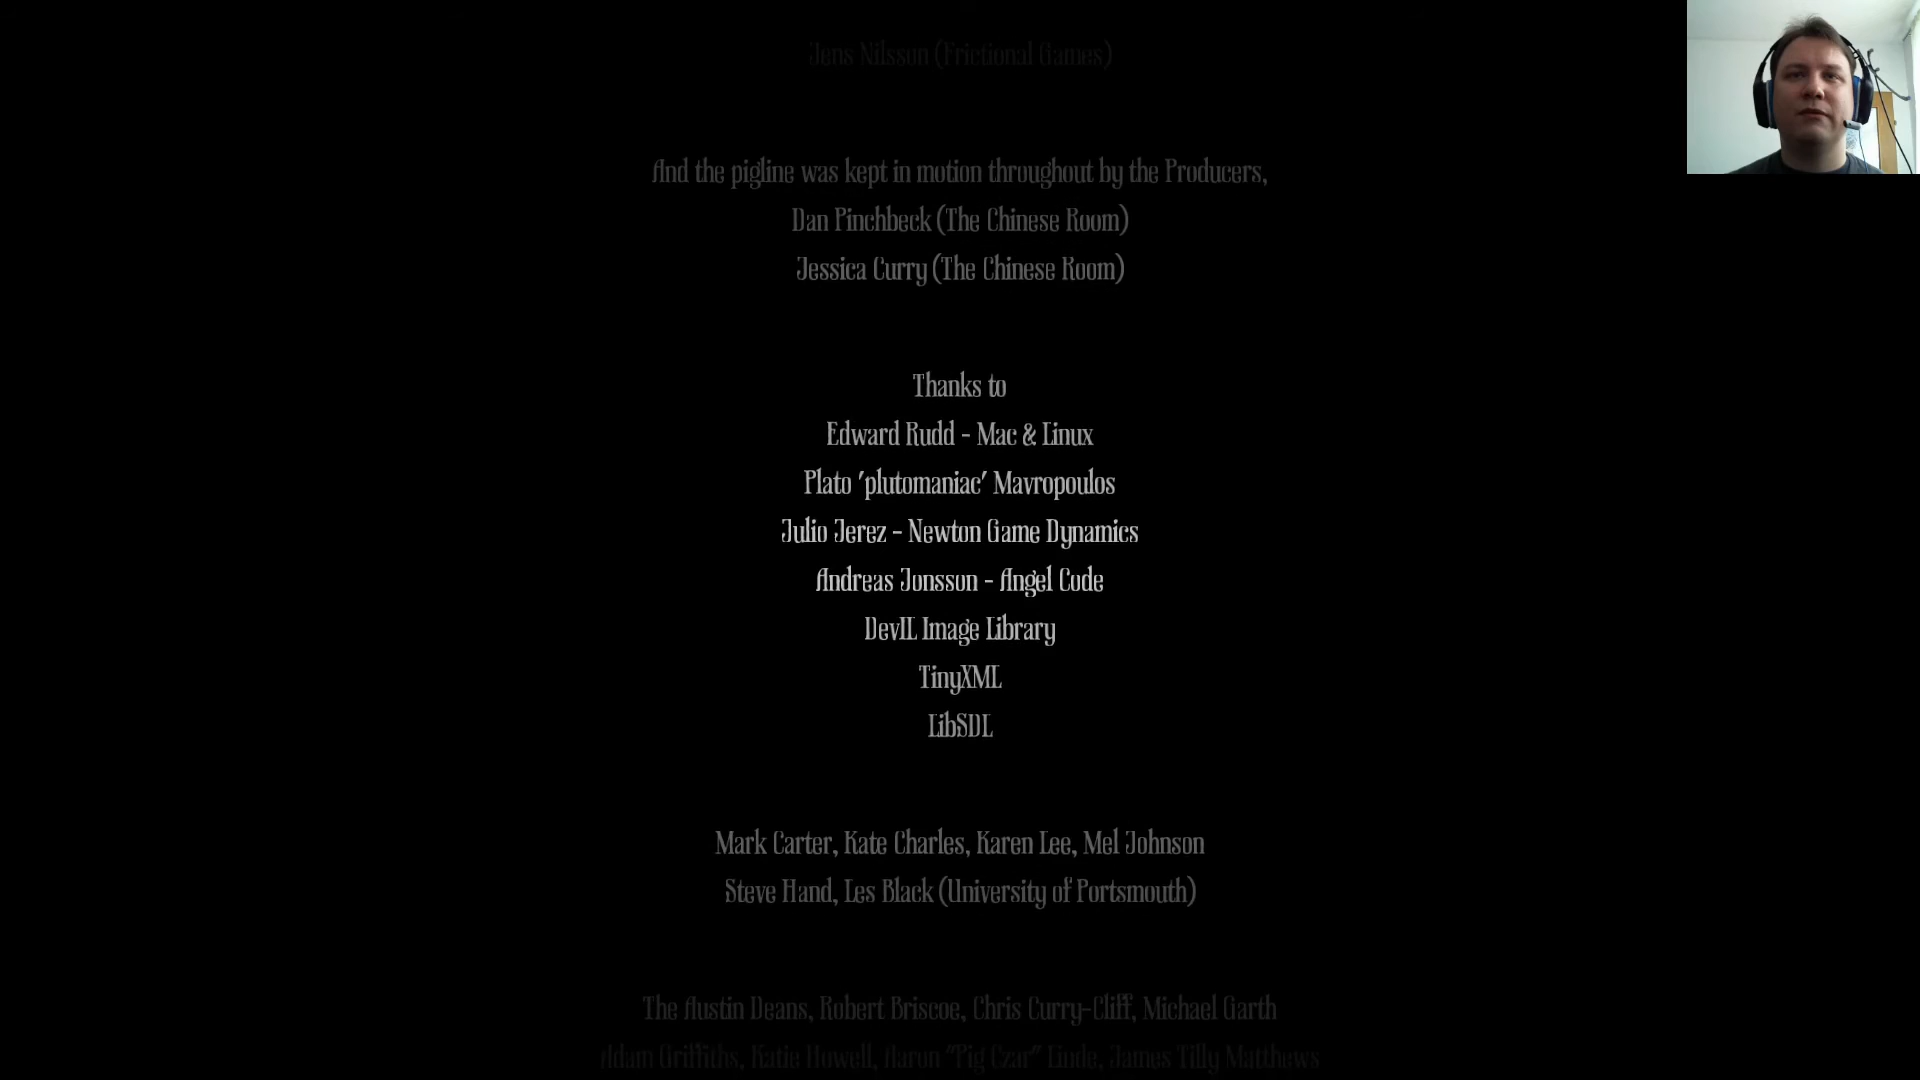 Jens Nilsson (Frictional Games)
And the pigline was kept in motion throughout by the Producers,
Dan Pinchbeck (The Chinese Room)
Jessica Curry (The Chinese Room)
Thanks to
Edward Rudd - Mac & Linux
Plato 'plutomaniac' Mavropoulos
Julio Jerez - Newton Game Dynamics
Andreas Jonsson - Angel Code
DevIL Image Library
TinyXML
LibSDL
Mark Carter, Kate Charles, Karen Lee, Mel Johnson
Steve Hand, Les Black (University of Portsmouth)
The Austin Deans, Robert Briscoe, Chris Curry-Cliff, Michael Garth
Adam Griffiths, Katie Howell, Aaron "Pig Czar" Linde, James Tilly Matthews